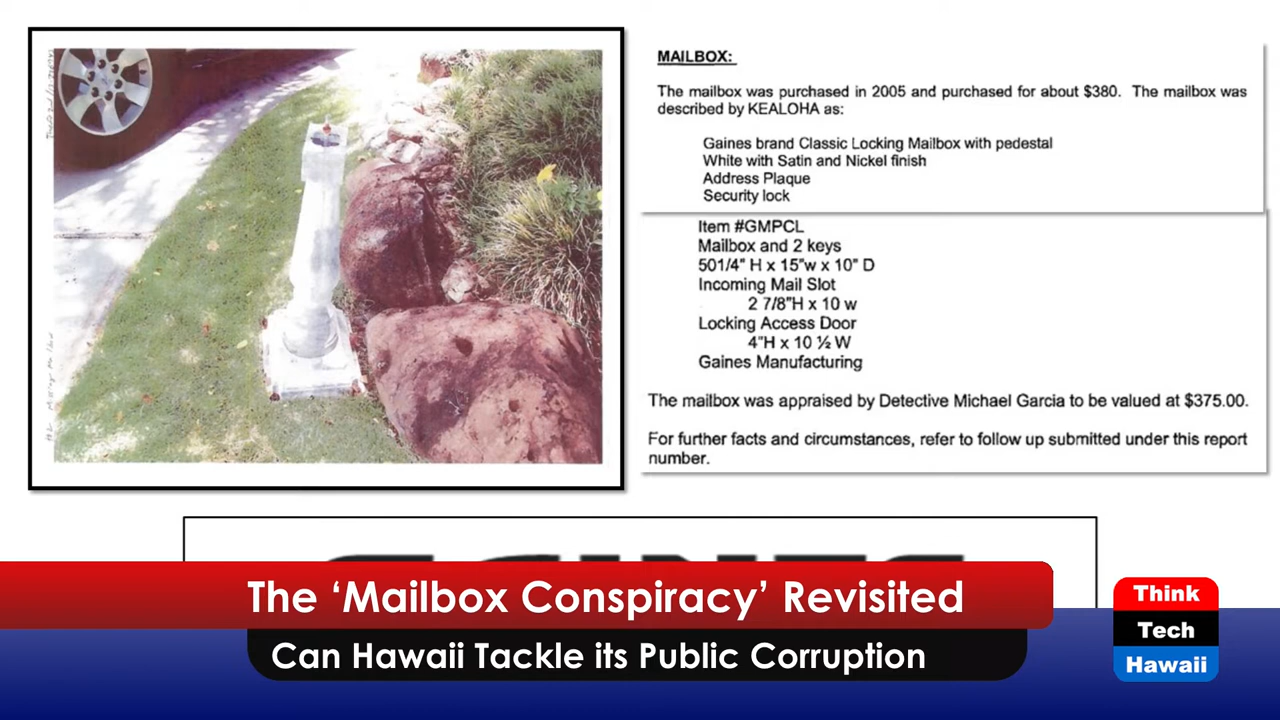 MAILBOX:
The mailbox was purchased in 2005 and purchased for about $380. The mailbox was
described by KEALOHA as:
Gaines brand Classic Locking Mailbox with pedestal
White with Satin and Nickel finish
Address Plaque
Security lock
Item #GMPCL
Mailbox and 2 keys
501/4" H x 15"w x 10" D
Incoming Mail Slot
2 7/8"H x 10 w
Locking Access Door
4"H x 10 ½ W
Gaines Manufacturing
The mailbox was appraised by Detective Michael Garcia to be valued at $375.00.
For further facts and circumstances, refer to follow up submitted under this report
number.
The ‘Mailbox Conspiracy’ Revisited
Can Hawaii Tackle its Public Corruption
Think
Tech
Hawaii